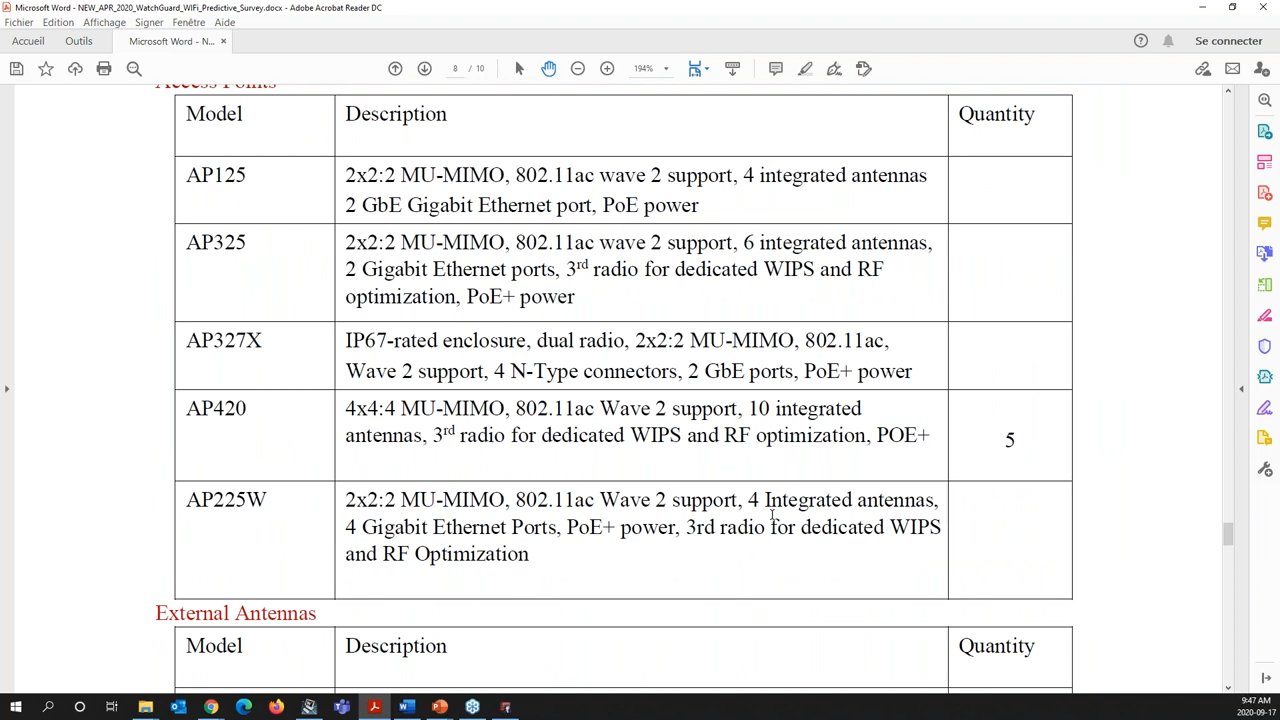 Microsoft Word - NEW_APR_2020_WatchGuard_WIFi_Predictive_Survey.docx - Adobe Acrobat Reader DC
Fichier Edition Affichage Signer Fenêtre Aide
Accueil Outils Microsoft Word - N... × Se connecter
8 / 10 194%
Access Points
Model Description Quantity
AP125 2x2:2 MU-MIMO, 802.11ac wave 2 support, 4 integrated antennas
2 GbE Gigabit Ethernet port, PoE power
AP325 2x2:2 MU-MIMO, 802.11ac wave 2 support, 6 integrated antennas,
2 Gigabit Ethernet ports, 3rd radio for dedicated WIPS and RF
optimization, PoE+ power
AP327X IP67-rated enclosure, dual radio, 2x2:2 MU-MIMO, 802.11ac,
Wave 2 support, 4 N-Type connectors, 2 GbE ports, PoE+ power
AP420 4x4:4 MU-MIMO, 802.11ac Wave 2 support, 10 integrated
antennas, 3rd radio for dedicated WIPS and RF optimization, POE+
5
AP225W 2x2:2 MU-MIMO, 802.11ac Wave 2 support, 4 Integrated antennas,
4 Gigabit Ethernet Ports, PoE+ power, 3rd radio for dedicated WIPS
and RF Optimization
External Antennas
Model Description Quantity
9:47 AM
2020-09-17